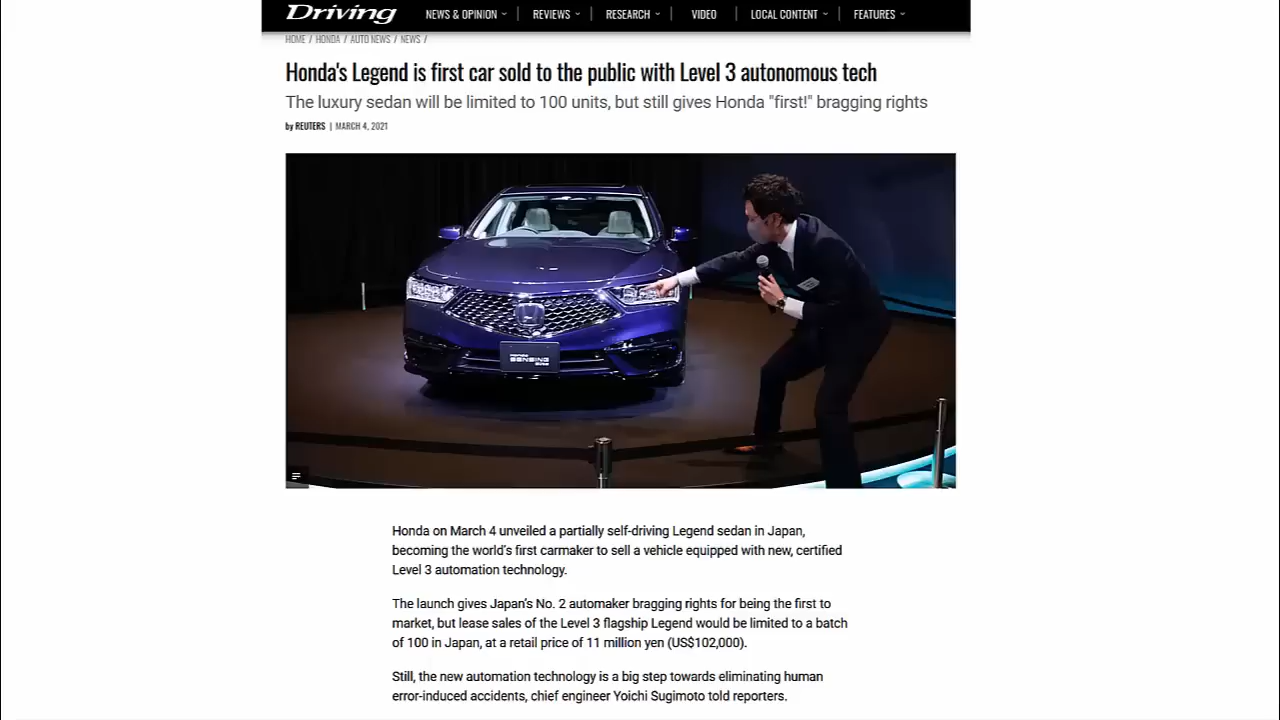 Driving
NEWS & OPINION
REVIEWS
RESEARCH
VIDEO
LOCAL CONTENT
FEATURES
HOME / HONDA / AUTO NEWS / NEWS /
Honda's Legend is first car sold to the public with Level 3 autonomous tech
The luxury sedan will be limited to 100 units, but still gives Honda "first!" bragging rights
by REUTERS | MARCH 4, 2021
HONDA
SENSING
Honda on March 4 unveiled a partially self-driving Legend sedan in Japan,
becoming the world's first carmaker to sell a vehicle equipped with new, certified
Level 3 automation technology.
The launch gives Japan's No. 2 automaker bragging rights for being the first to
market, but lease sales of the Level 3 flagship Legend would be limited to a batch
of 100 in Japan, at a retail price of 11 million yen (US$102,000).
Still, the new automation technology is a big step towards eliminating human
error-induced accidents, chief engineer Yoichi Sugimoto told reporters.